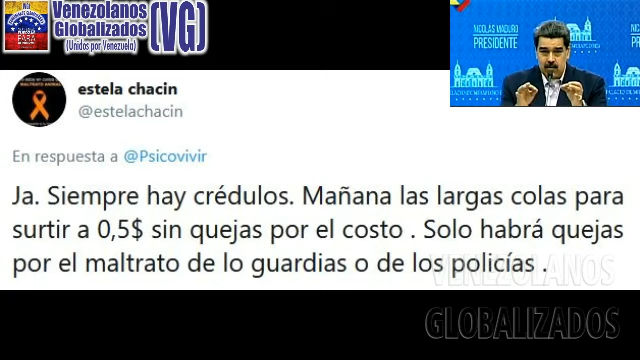 Venezolanos
Globalizados
(Unidos por Venezuela)
(VG)
NICOLÁS MADURO
PRESIDENTE
estela chacin
@estelachacin
En respuesta a @Psicovivir
Ja. Siempre hay crédulos. Mañana las largas colas para
surtir a 0,5$ sin quejas por el costo . Solo habrá quejas
por el maltrato de lo guardias o de los policías .
VENEZOLANOS
GLOBALIZADOS